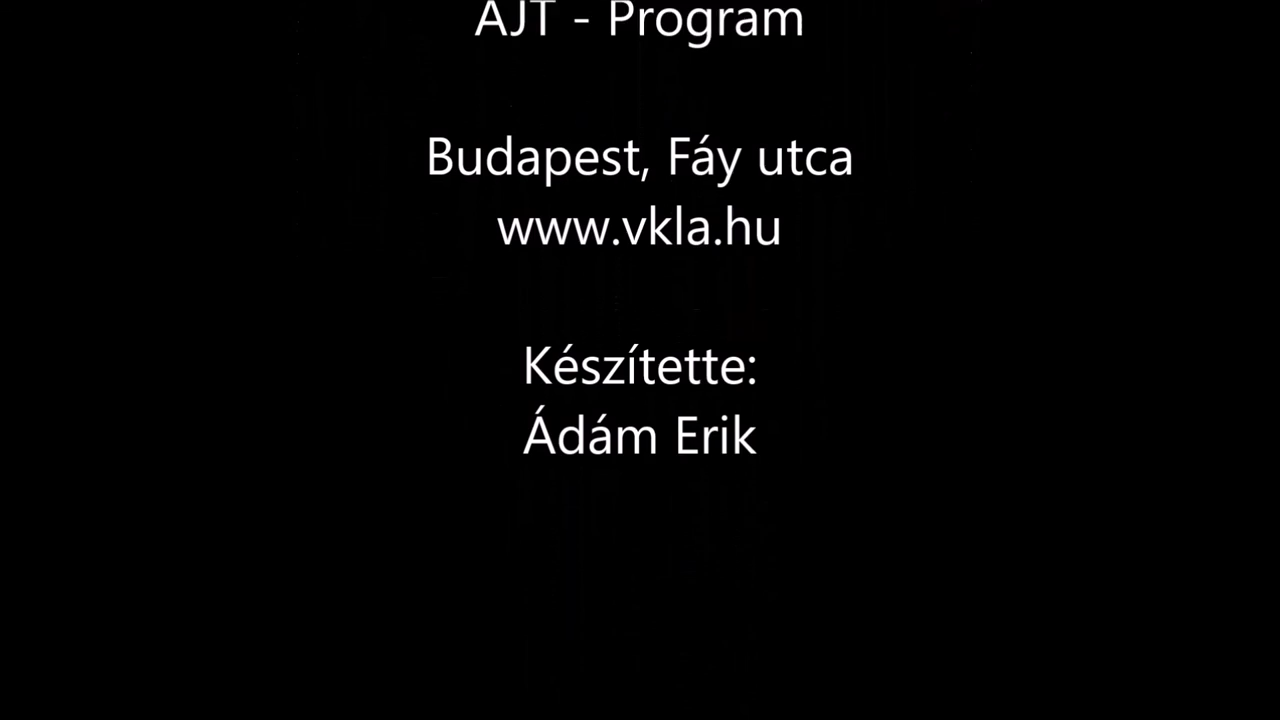 AJT - Program
Budapest, Fáy utca
www.vkla.hu
Készítette:
Ádám Erik